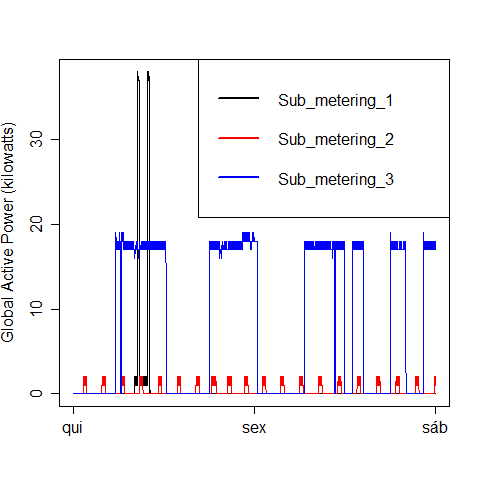 Global Active Power (kilowatts)
30
20
10
0
Sub_metering_1
Sub_metering_2
Sub_metering_3
qui sex sáb